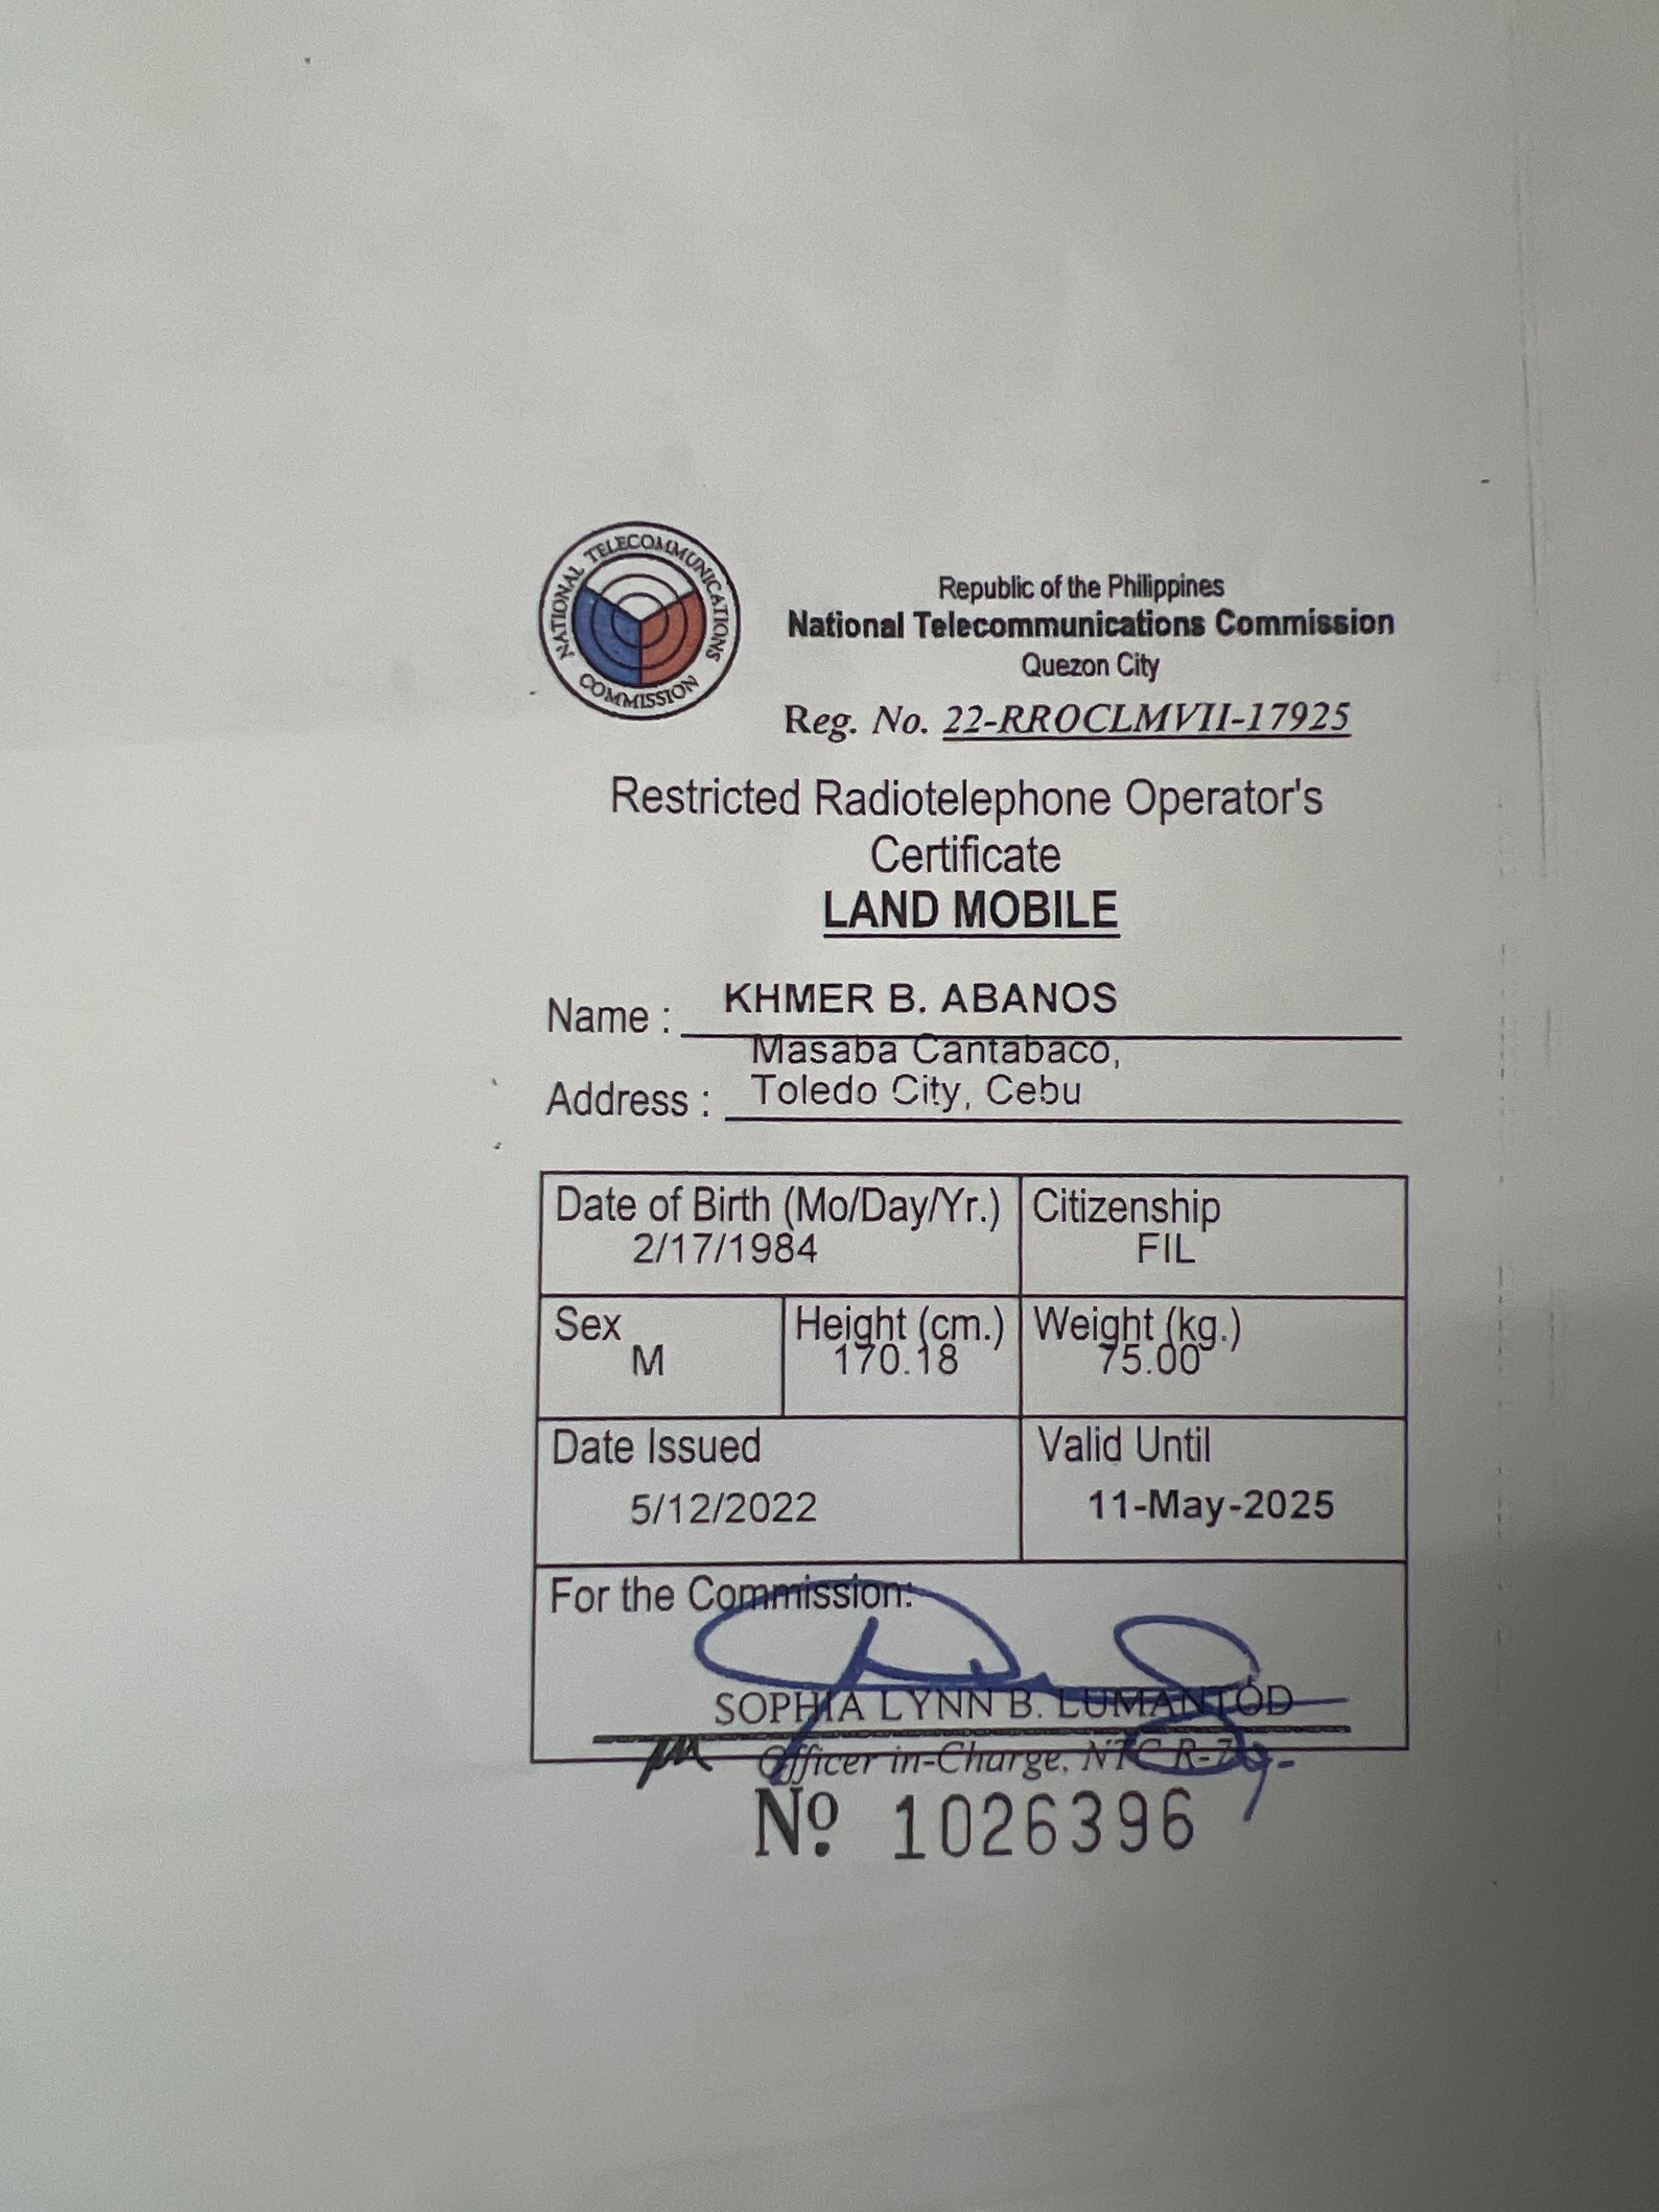 NATIONAL TELECOMMUNICATIONS COMMISSION
Republic of the Philippines
National Telecommunications Commission
Quezon City
Reg. No. 22-RROCLMVII-17925
Restricted Radiotelephone Operator's
Certificate
LAND MOBILE
Name : KHMER B. ABANOS
Masaba Cantabaco,
Address : Toledo City, Cebu
Date of Birth (Mo/Day/Yr.) Citizenship
2/17/1984 FIL
Sex Height (cm.) Weight (kg.)
M 170.18 75.00
Date Issued Valid Until
5/12/2022 11-May-2025
For the Commission:
SOPHIA LYNN B. LUMANTOD
Officer in-Charge, NTC R-7
Nº 1026396